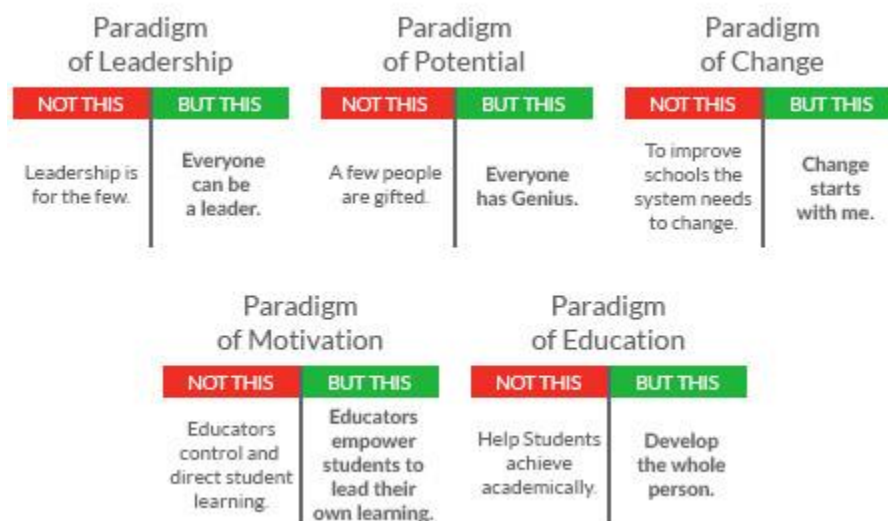 Paradigm
of Leadership
NOT THIS
BUT THIS
Leadership is
for the few.
Everyone
can be
a leader.
Paradigm
of Potential
NOT THIS
BUT THIS
A few people
are gifted.
Everyone
has Genius.
Paradigm
of Change
NOT THIS
BUT THIS
To improve
schools the
system needs
to change.
Change
starts
with me.
Paradigm
of Motivation
NOT THIS
BUT THIS
Educators
control and
direct student
learning.
Educators
empower
students to
lead their
own learning.
Paradigm
of Education
NOT THIS
BUT THIS
Help Students
achieve
academically.
Develop
the whole
person.